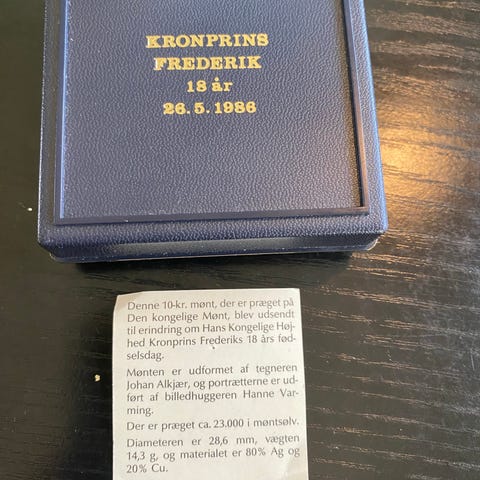 KRONPRINS
FREDERIK
18 år
26.5.1986
Denne 10-kr. mønt, der er præget på
Den kongelige Mønt, blev udsendt
til erindring om Hans Kongelige Høj-
hed Kronprins Frederiks 18 års fød-
selsdag.
Mønten er udformet af tegneren
Johan Alkjær, og portrætterne er ud-
ført af billedhuggeren Hanne Var-
ming.
Der er præget ca. 23.000 i møntsølv.
Diameteren er 28,6 mm, vægten
14,3 g, og materialet er 80% Ag og
20% Cu.